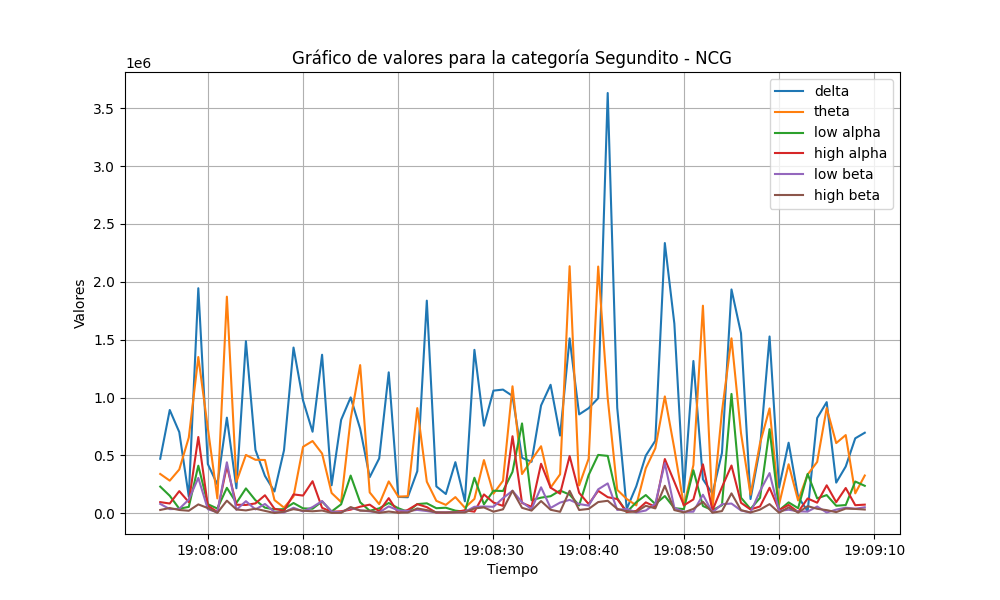 Gráfico de valores para la categoría Segundito - NCG
1e6
delta
theta
low alpha
high alpha
low beta
high beta
3.5
3.0
2.5
2.0
1.5
1.0
0.5
0.0
Valores
19:08:00 19:08:10 19:08:20 19:08:30 19:08:40 19:08:50 19:09:00 19:09:10
Tiempo